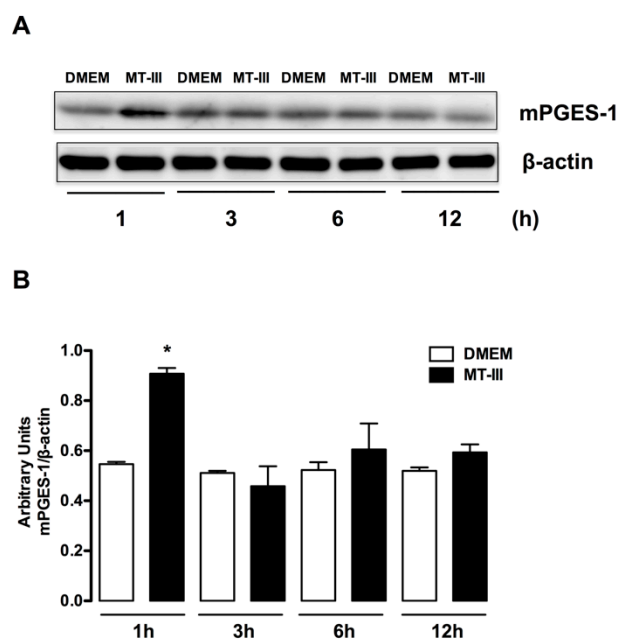 A
DMEM MT-III DMEM MT-III DMEM MT-III DMEM MT-III
mPGES-1
β-actin
1 3 6 12 (h)
B
DMEM
MT-III
*
1.0
0.8
0.6
0.4
0.2
0.0
Arbitrary Units
mPGES-1/β-actin
1h 3h 6h 12h